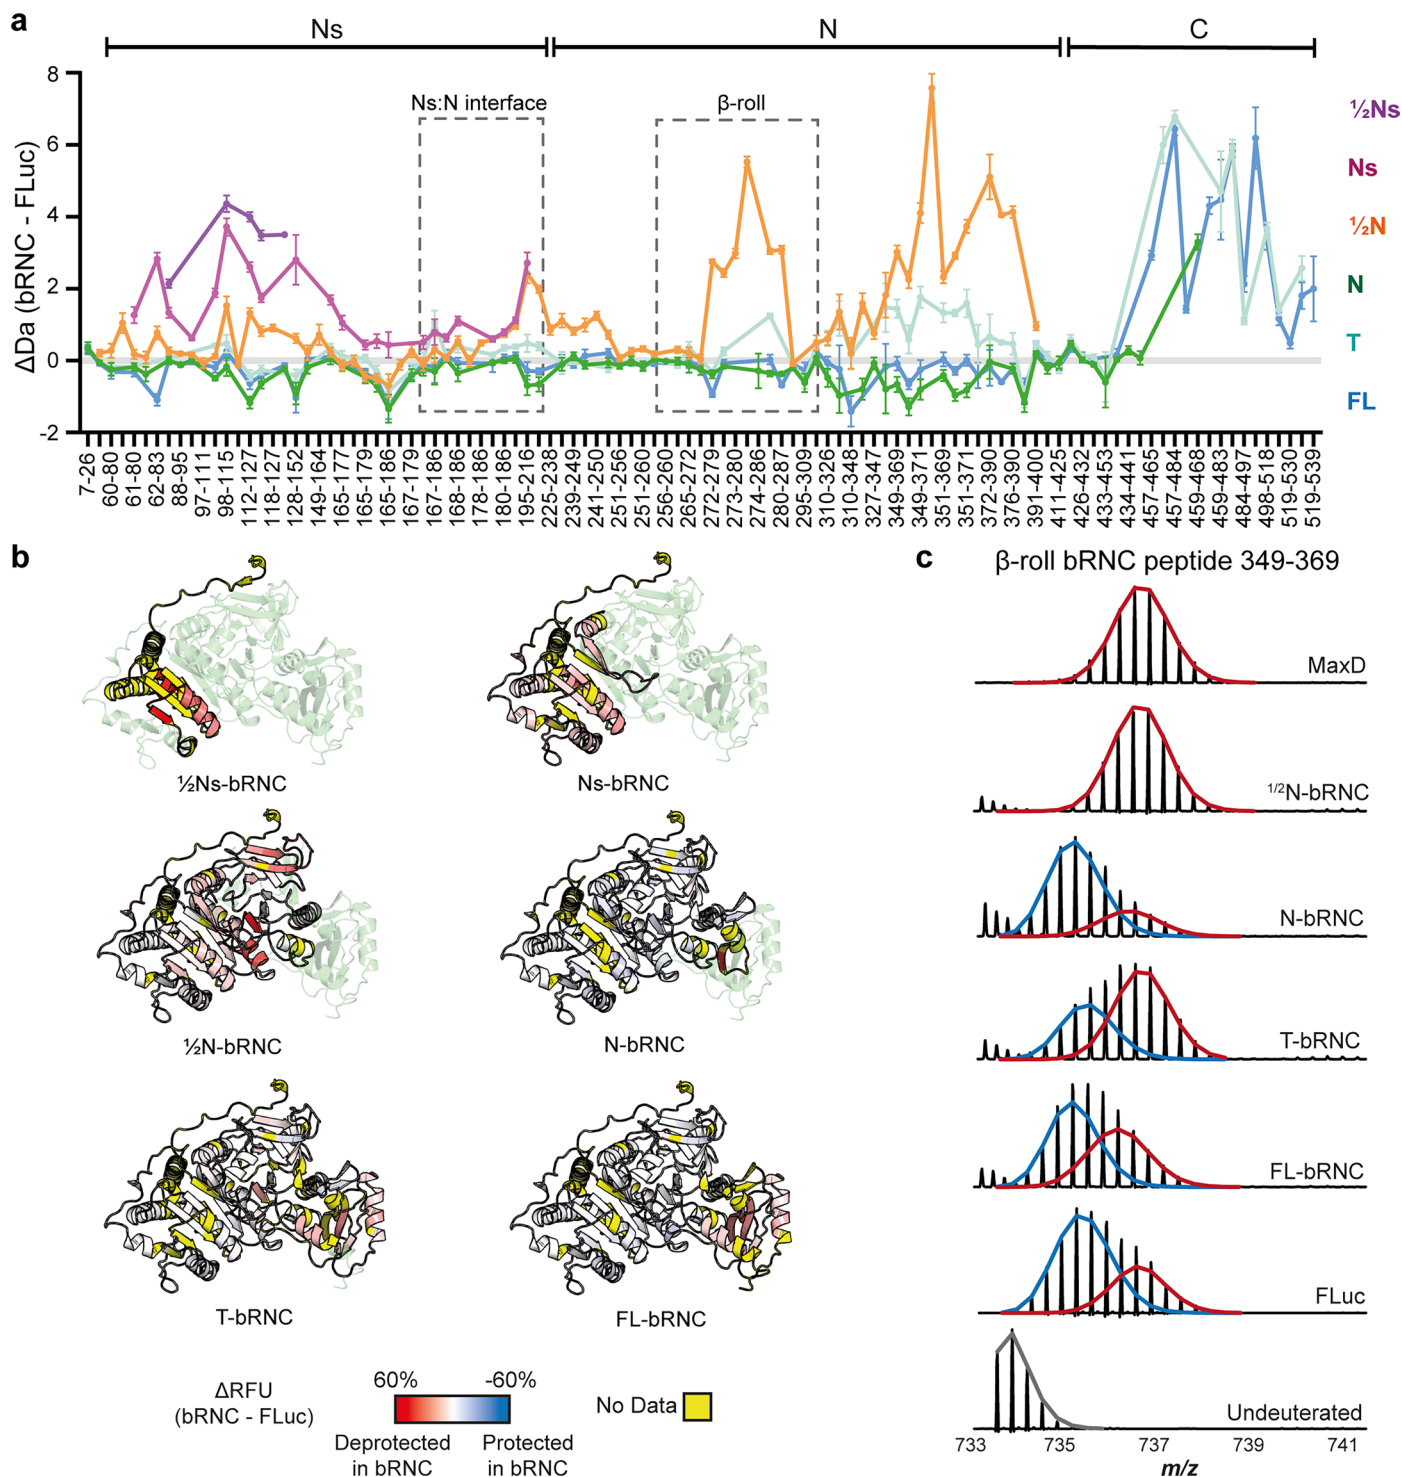 a
Ns
N
C
8
6
4
2
0
-2
ΔDa (bRNC - FLuc)
Ns:N interface
β-roll
½Ns
Ns
½N
N
T
FL
7-26
60-80
61-80
62-83
88-95
97-111
98-115
112-127
118-127
128-152
149-164
165-177
165-179
165-186
167-179
167-186
168-186
178-186
180-186
195-216
225-238
239-249
241-250
251-256
251-260
256-260
265-272
272-279
273-280
274-286
280-287
295-309
310-326
310-348
327-347
349-369
349-371
351-369
351-371
372-390
376-390
391-400
411-425
426-432
433-453
434-441
457-465
457-484
459-468
459-483
484-497
498-518
519-530
519-539
b
½Ns-bRNC
Ns-bRNC
½N-bRNC
N-bRNC
T-bRNC
FL-bRNC
ΔRFU
(bRNC - FLuc)
60%
-60%
Deprotected
in bRNC
Protected
in bRNC
No Data
c
β-roll bRNC peptide 349-369
MaxD
1/2N-bRNC
N-bRNC
T-bRNC
FL-bRNC
FLuc
Undeuterated
733
735
737
739
741
m/z